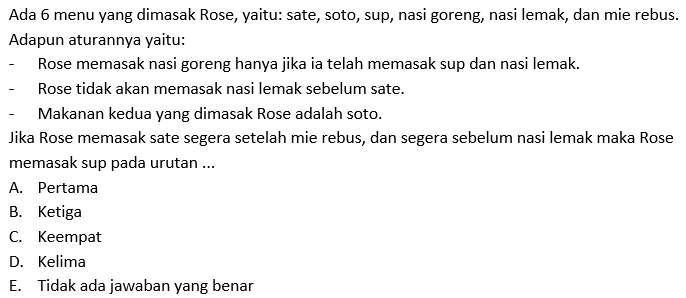 Ada 6 menu yang dimasak Rose, yaitu: sate, soto, sup, nasi goreng, nasi lemak, dan mie rebus.
Adapun aturannya yaitu:
- Rose memasak nasi goreng hanya jika ia telah memasak sup dan nasi lemak.
- Rose tidak akan memasak nasi lemak sebelum sate.
- Makanan kedua yang dimasak Rose adalah soto.
Jika Rose memasak sate segera setelah mie rebus, dan segera sebelum nasi lemak maka Rose
memasak sup pada urutan ...
A. Pertama
B. Ketiga
C. Keempat
D. Kelima
E. Tidak ada jawaban yang benar